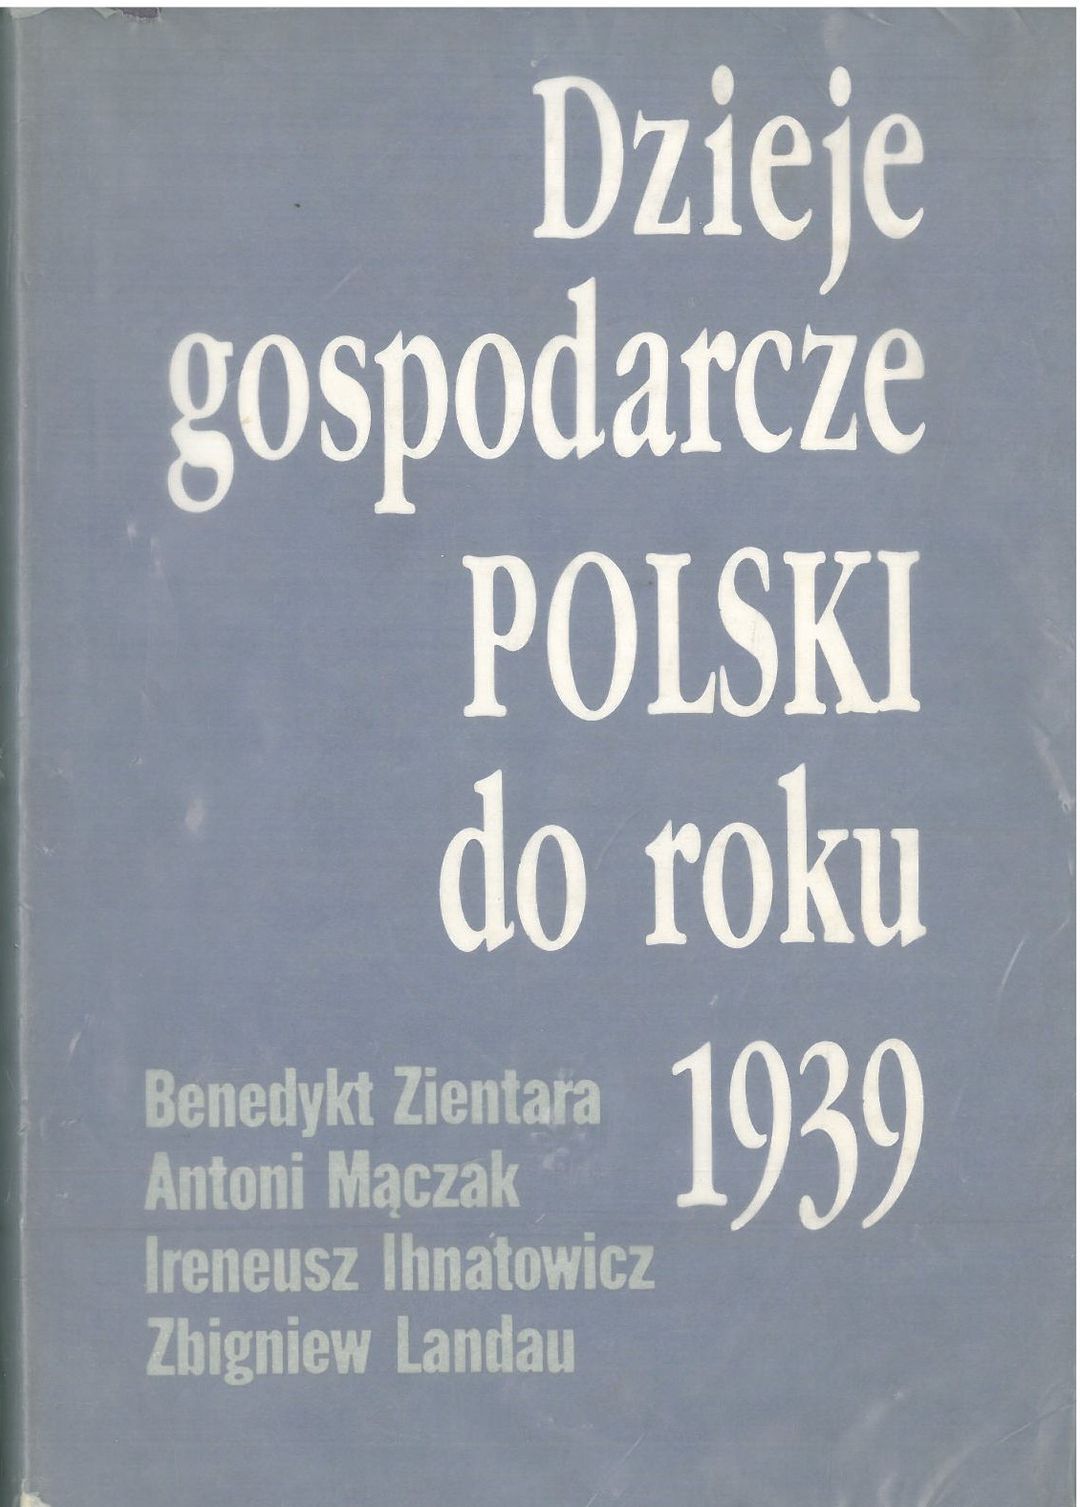 Dzieje
gospodarcze
POLSKI
do roku
1939
Benedykt Zientara
Antoni Mączak
Ireneusz Ihnatowicz
Zbigniew Landau